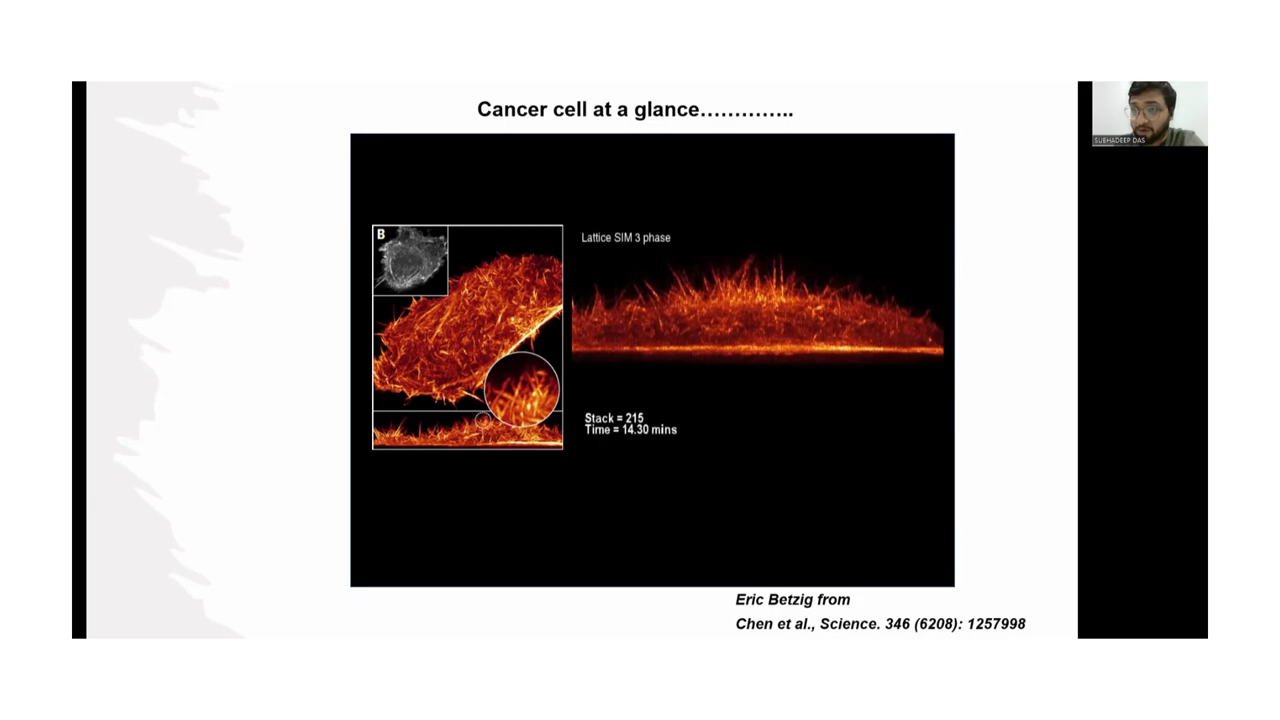 Cancer cell at a glance…………..
SUBHADEEP DAS
B
Lattice SIM 3 phase
Stack = 215
Time = 14.30 mins
Eric Betzig from
Chen et al., Science. 346 (6208): 1257998